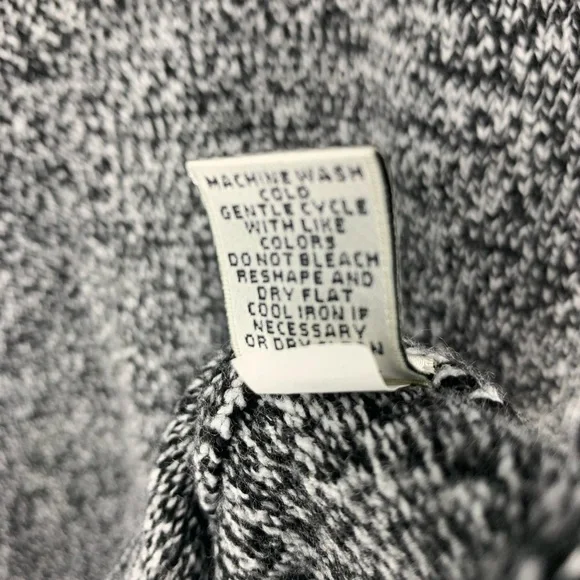 MACHINE WASH
COLD
GENTLE CYCLE
WITH LIKE
COLORS
DO NOT BLEACH
RESHAPE AND
DRY FLAT
COOL IRON IF
NECESSARY
OR DRY CLEAN